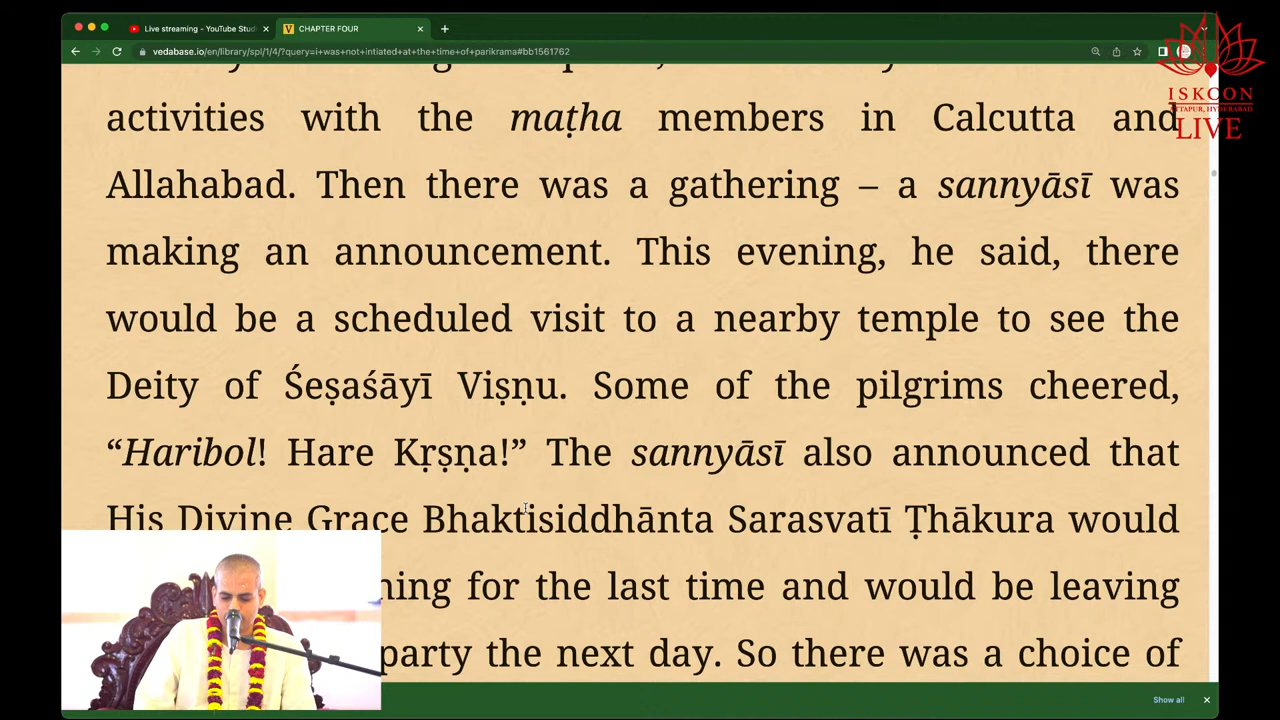 Live streaming - YouTube Stud
CHAPTER FOUR
vedabase.io/en/library/spl/1/4/?query=i+was+not+intiated+at+the+time+of+parikrama#bb1561762
ISKCON
ATTAPUR, HYDERABAD
LIVE
activities with the maṭha members in Calcutta and
Allahabad. Then there was a gathering – a sannyāsī was
making an announcement. This evening, he said, there
would be a scheduled visit to a nearby temple to see the
Deity of Śeṣaśāyī Viṣṇu. Some of the pilgrims cheered,
“Haribol! Hare Kṛṣṇa!” The sannyāsī also announced that
His Divine Grace Bhaktisiddhānta Sarasvatī Ṭhākura would
for the last time and would be leaving
party the next day. So there was a choice of
Show all